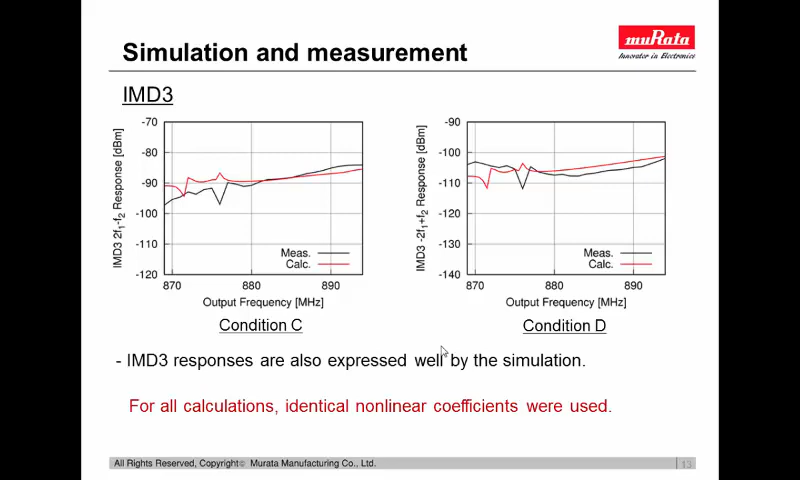 Simulation and measurement
muRata
Innovator in Electronics
IMD3
-70
-80
-90
-100
-110
-120
IMD3 2f1-f2 Response [dBm]
Meas.
Calc.
870
880
890
Output Frequency [MHz]
Condition C
-90
-100
-110
-120
-130
-140
IMD3 -2f1+f2 Response [dBm]
Meas.
Calc.
870
880
890
Output Frequency [MHz]
Condition D
- IMD3 responses are also expressed well by the simulation.
For all calculations, identical nonlinear coefficients were used.
All Rights Reserved, Copyright© Murata Manufacturing Co., Ltd.
13